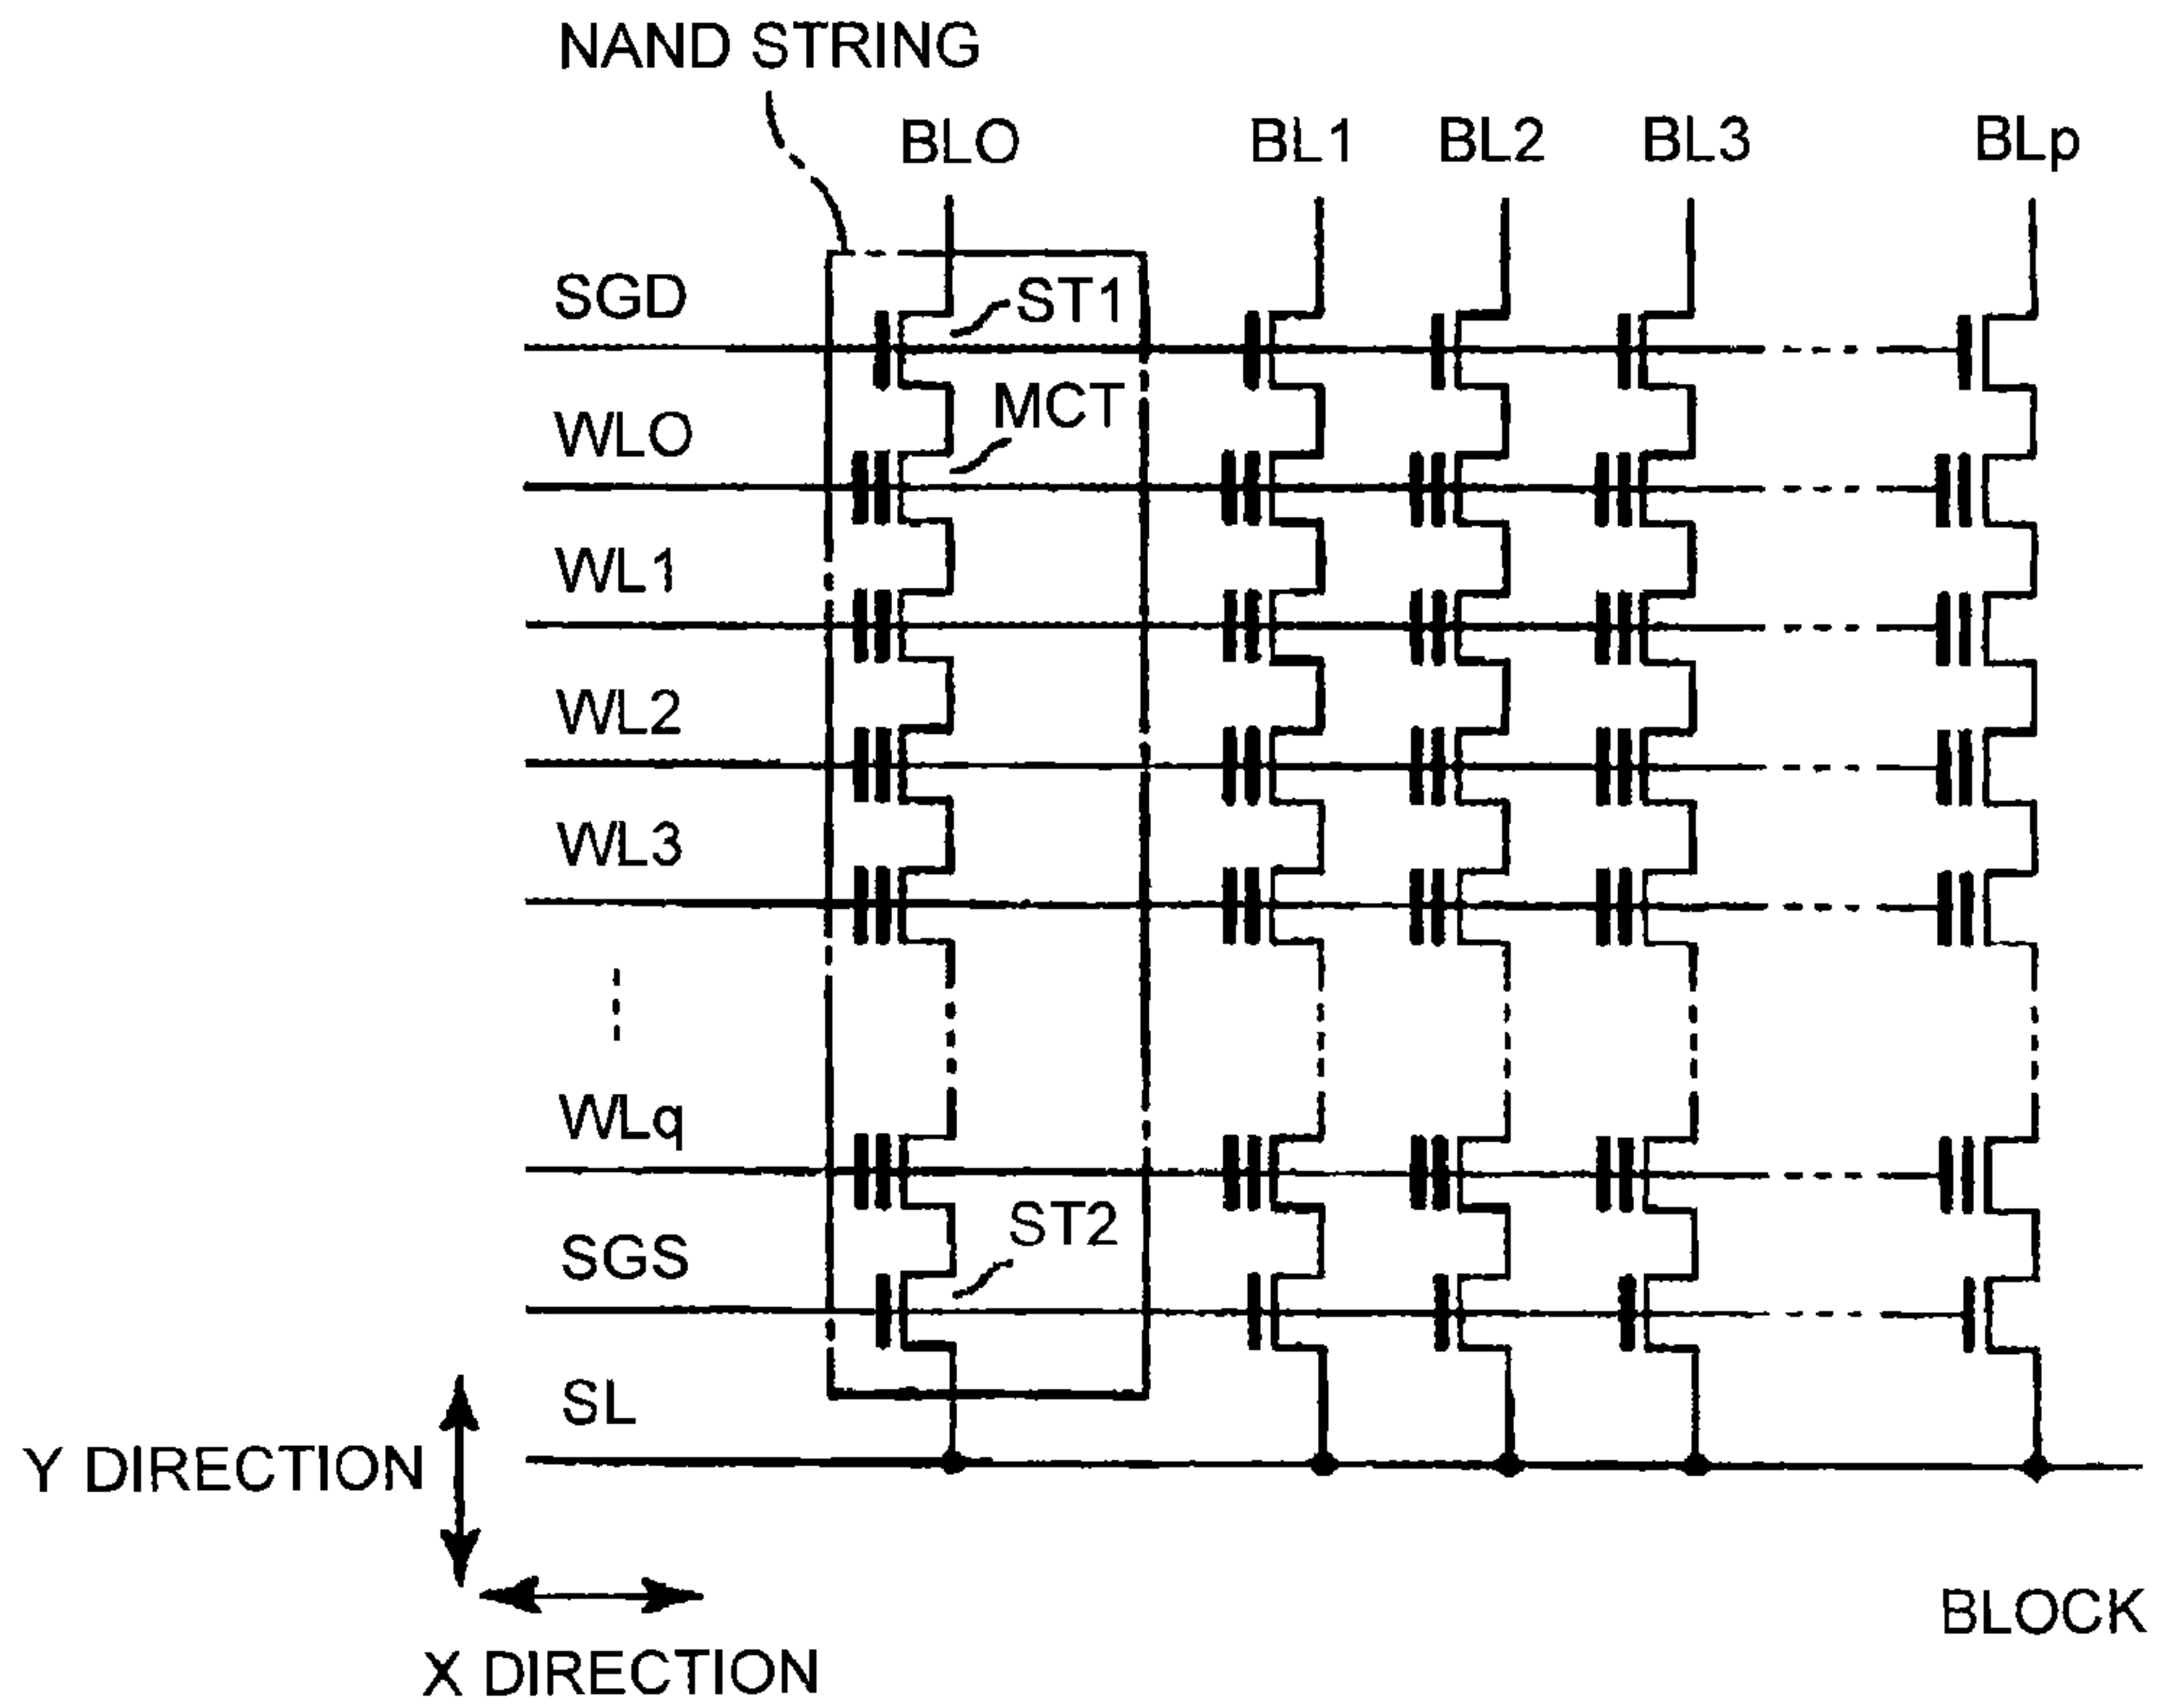 NAND STRING
BL0 BL1 BL2 BL3 BLp
SGD
ST1
MCT
WL0
WL1
WL2
WL3
WLq
ST2
SGS
SL
Y DIRECTION
X DIRECTION
BLOCK